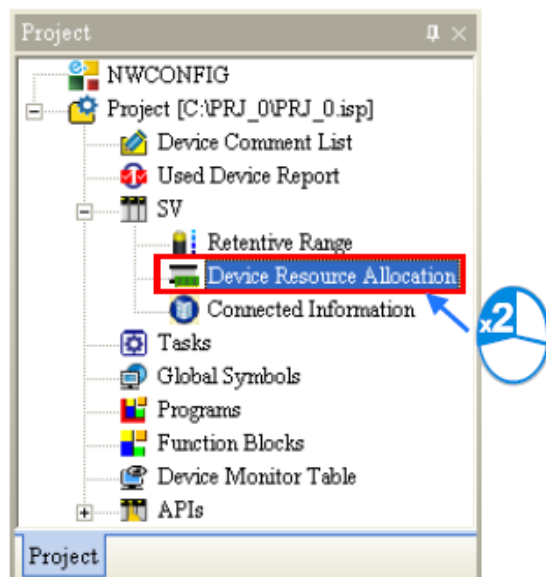 Project
NWCONFIG
Project [C:\PRJ_0\PRJ_0.isp]
Device Comment List
Used Device Report
SV
Retentive Range
Device Resource Allocation
Connected Information
x2
Tasks
Global Symbols
Programs
Function Blocks
Device Monitor Table
APIs
Project